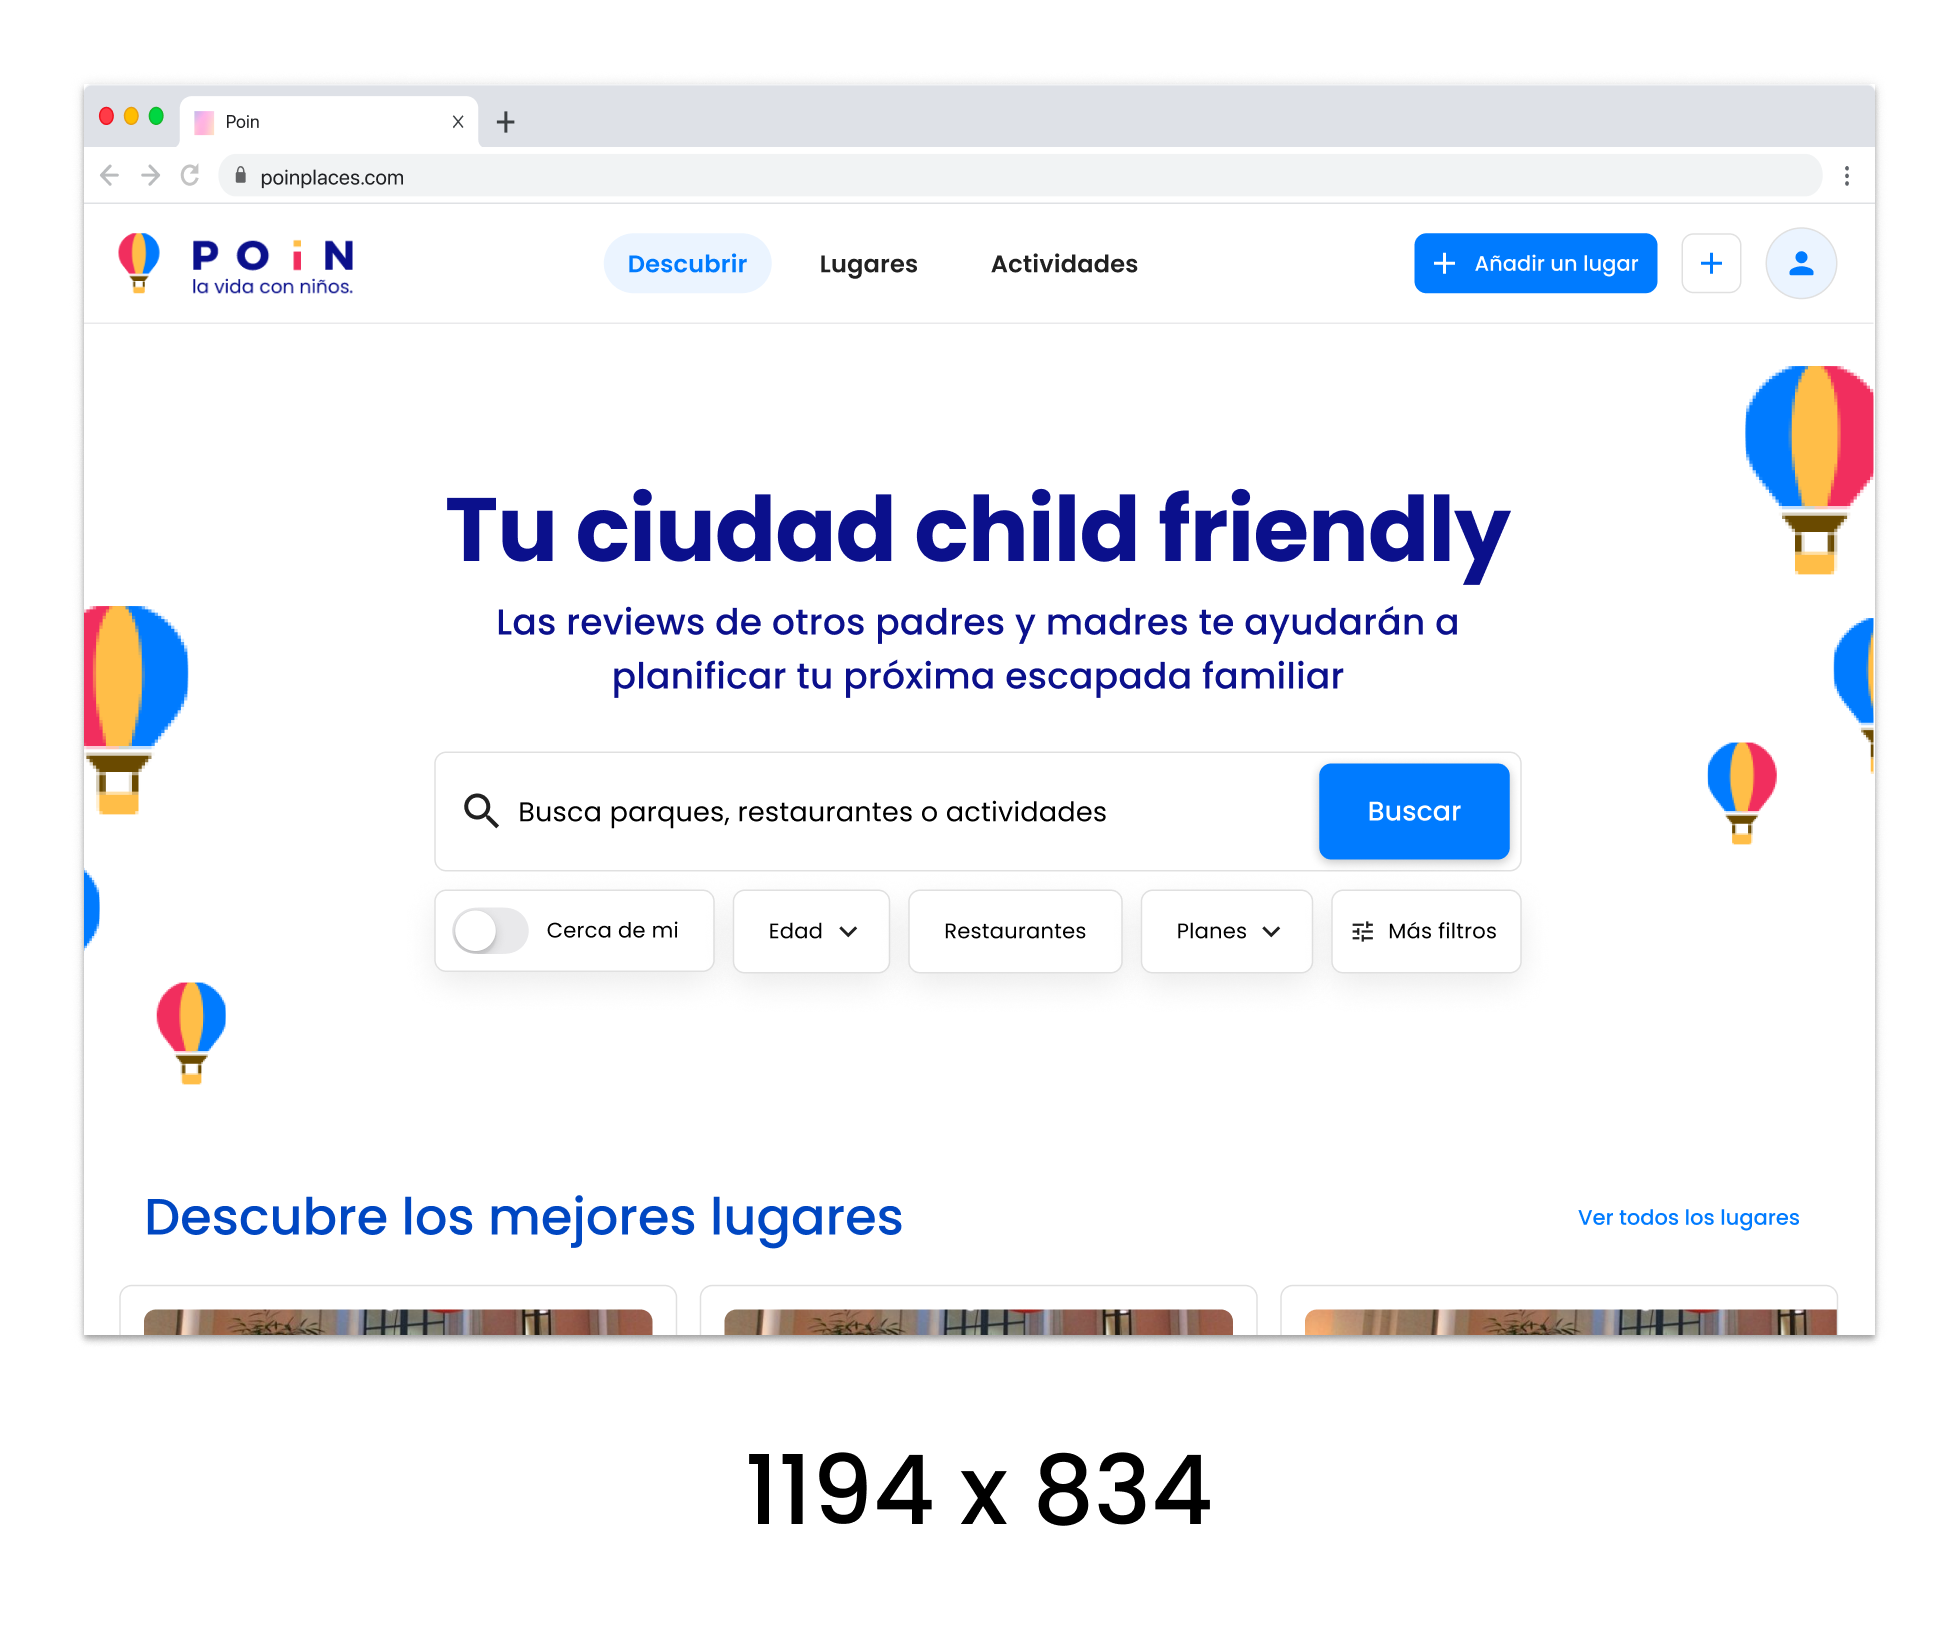 Poin
poinplaces.com
POiN
la vida con niños.
Descubrir
Lugares
Actividades
Añadir un lugar
Tu ciudad child friendly
Las reviews de otros padres y madres te ayudarán a
planificar tu próxima escapada familiar
Busca parques, restaurantes o actividades
Buscar
Cerca de mi
Edad
Restaurantes
Planes
Más filtros
Descubre los mejores lugares
Ver todos los lugares
1194 x 834